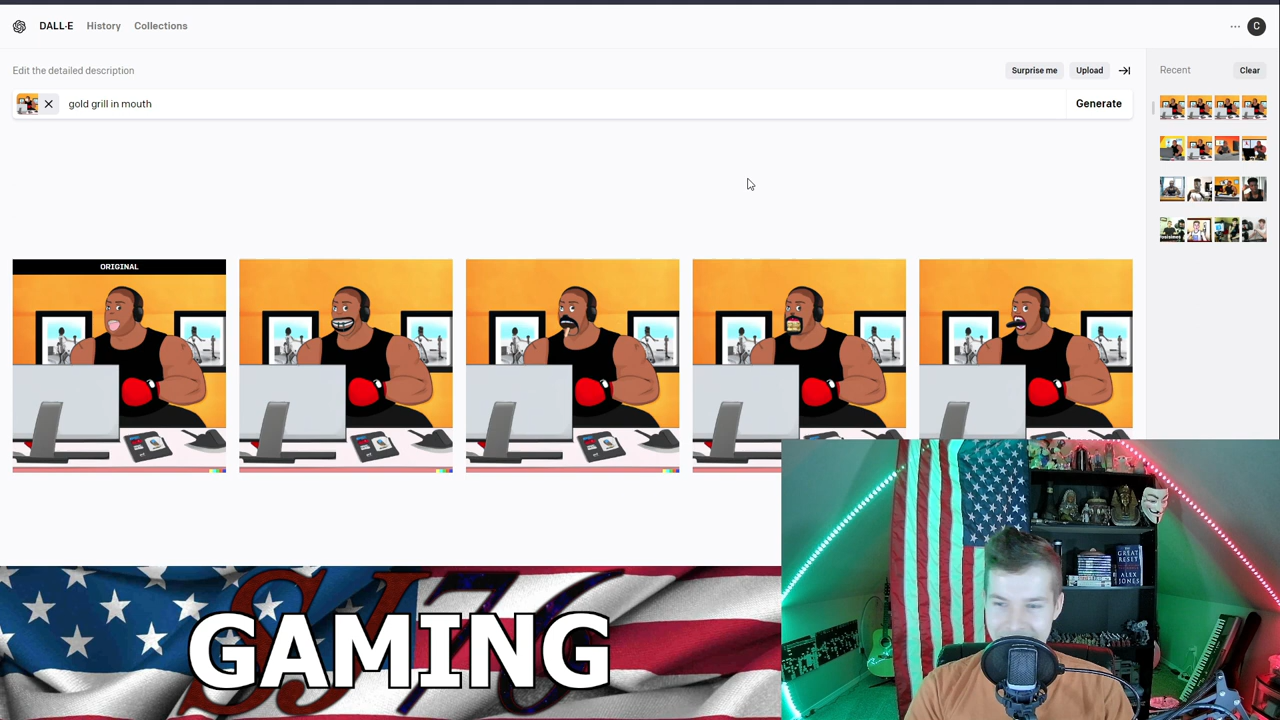 DALL·E History Collections
··· C
Edit the detailed description
Surprise me
Upload
Recent
Clear
gold grill in mouth
Generate
ORIGINAL
SJ76
GAMING
GREAT
RESET
ALEX
JONES